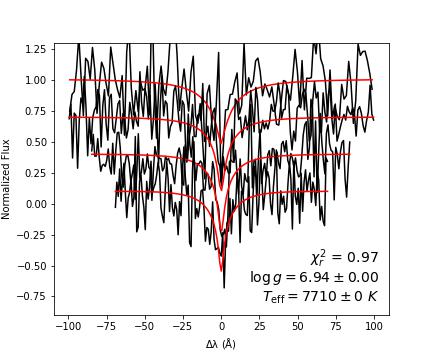 Normalized Flux
1.25
1.00
0.75
0.50
0.25
0.00
−0.25
−0.50
−0.75
χ²ᵣ = 0.97
log g = 6.94 ± 0.00
T_eff = 7710 ± 0 K
−100 −75 −50 −25 0 25 50 75 100
Δλ (Å)